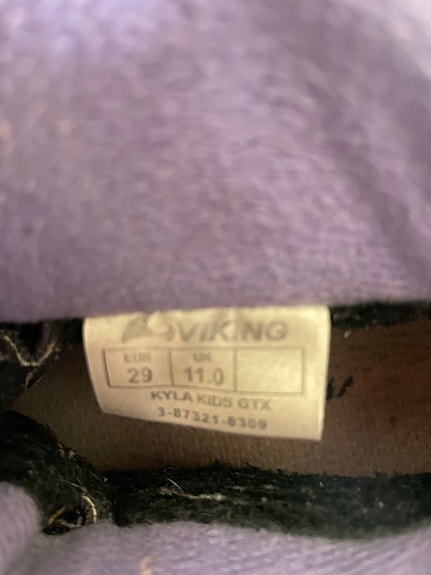 VIKING
EUR UK
29 11.0
KYLA KIDS GTX
3-87321-8309